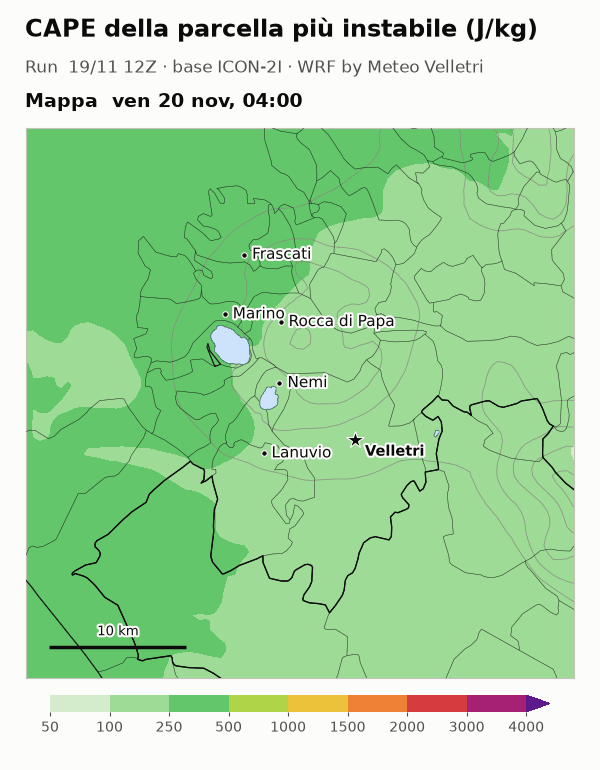 CAPE della parcella più instabile (J/kg)
Run  19/11 12Z · base ICON-2I · WRF by Meteo Velletri
Mappa  ven 20 nov, 04:00
Frascati
Marino
Rocca di Papa
Nemi
Velletri
Lanuvio
10 km
50 100 250 500 1000 1500 2000 3000 4000